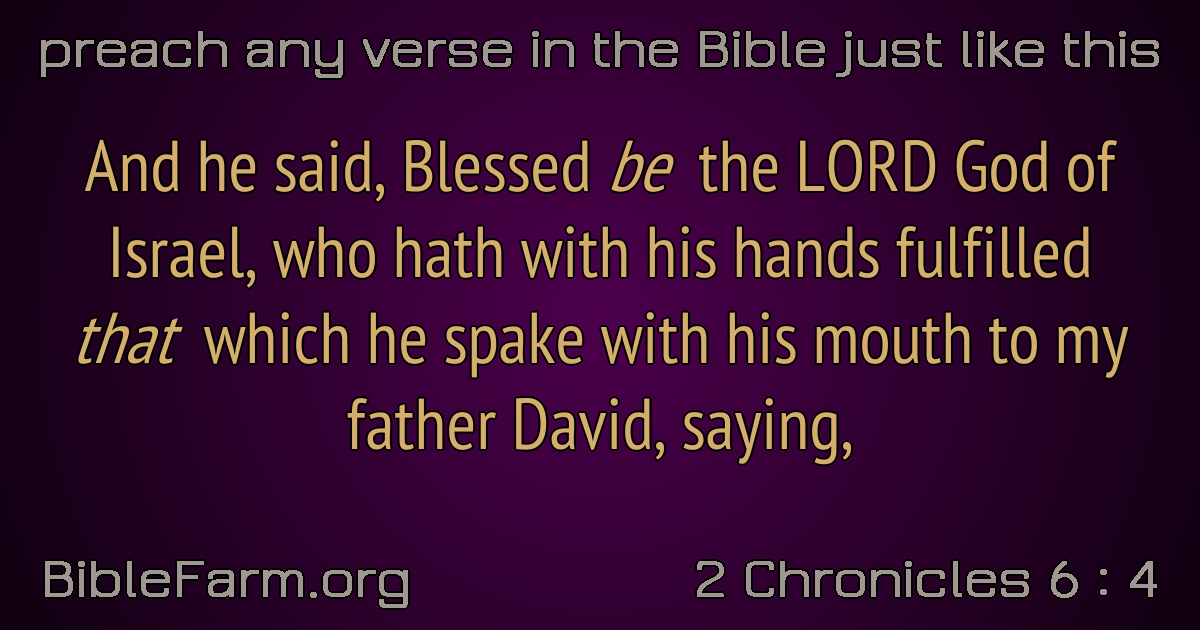 preach any verse in the Bible just like this
And he said, Blessed be the LORD God of
Israel, who hath with his hands fulfilled
that which he spake with his mouth to my
father David, saying,
BibleFarm.org
2 Chronicles 6 : 4